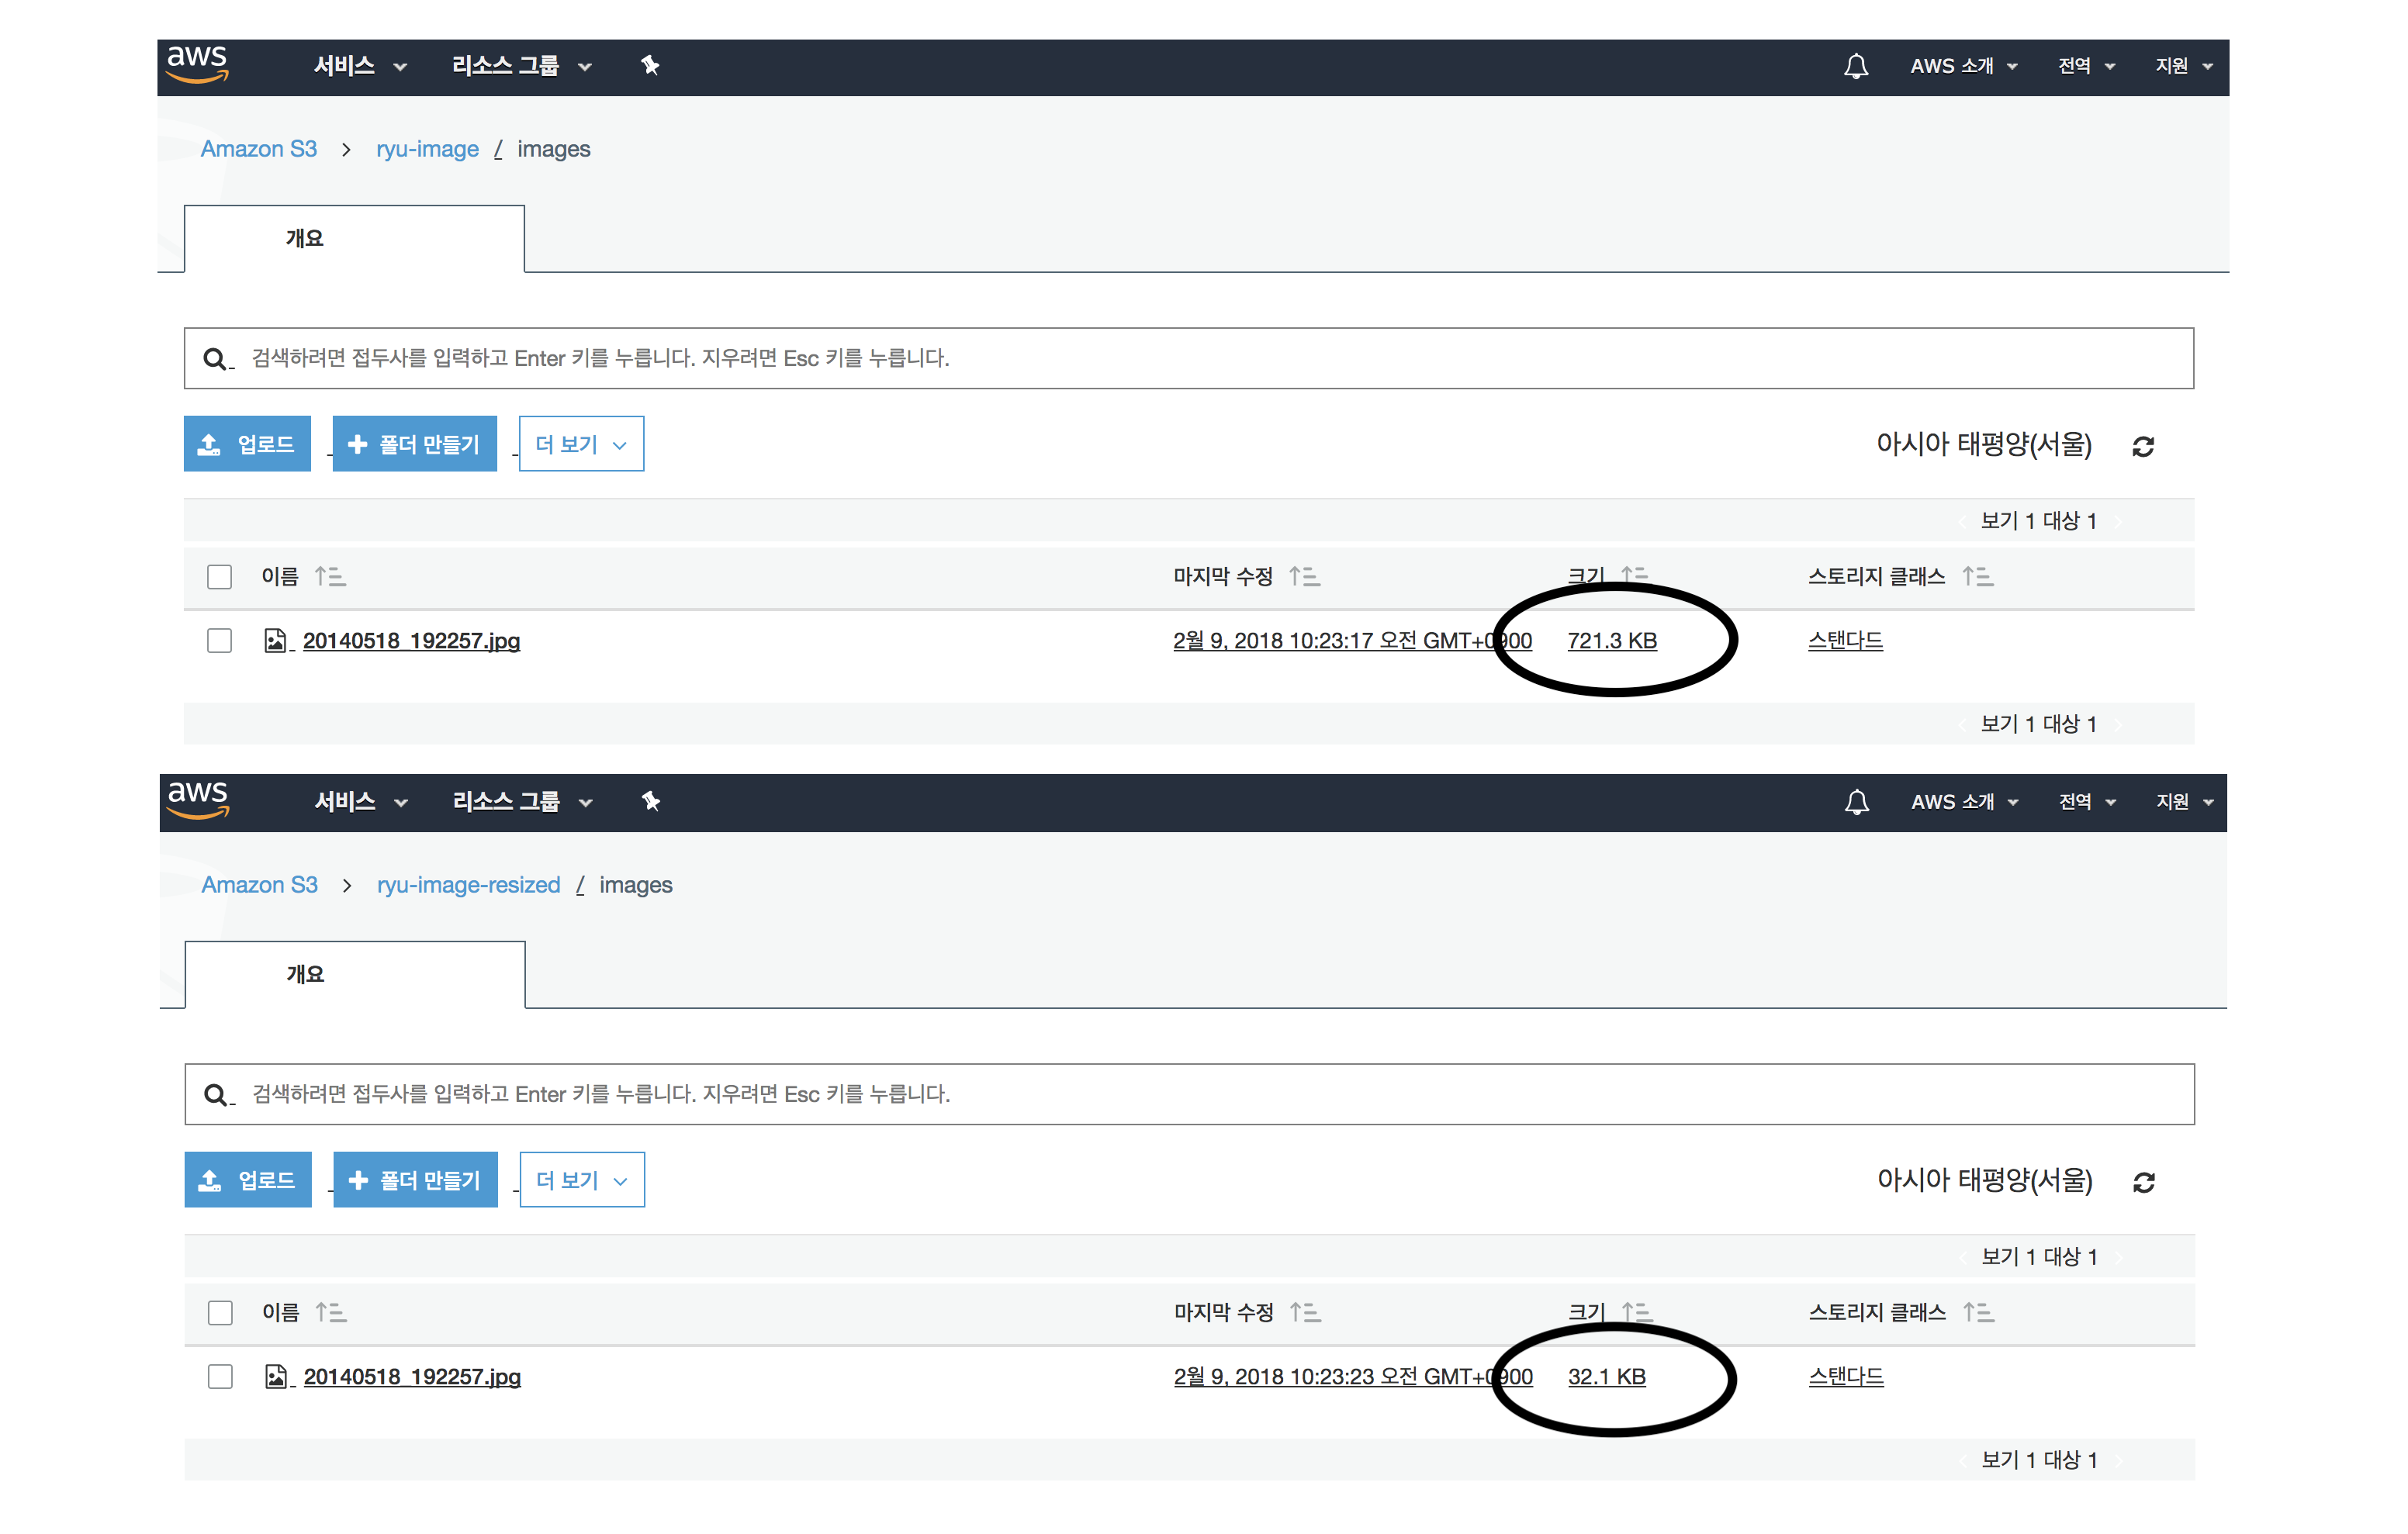 aws 서비스 리소스 그룹 AWS 소개 전역 지원
Amazon S3 > ryu-image / images
개요
검색하려면 접두사를 입력하고 Enter 키를 누릅니다. 지우려면 Esc 키를 누릅니다.
업로드 + 폴더 만들기 더 보기 아시아 태평양(서울)
보기 1 대상 1
이름 마지막 수정 크기 스토리지 클래스
20140518_192257.jpg 2월 9, 2018 10:23:17 오전 GMT+0900 721.3 KB 스탠다드
보기 1 대상 1
aws 서비스 리소스 그룹 AWS 소개 전역 지원
Amazon S3 > ryu-image-resized / images
개요
검색하려면 접두사를 입력하고 Enter 키를 누릅니다. 지우려면 Esc 키를 누릅니다.
업로드 + 폴더 만들기 더 보기 아시아 태평양(서울)
보기 1 대상 1
이름 마지막 수정 크기 스토리지 클래스
20140518_192257.jpg 2월 9, 2018 10:23:23 오전 GMT+0900 32.1 KB 스탠다드
보기 1 대상 1